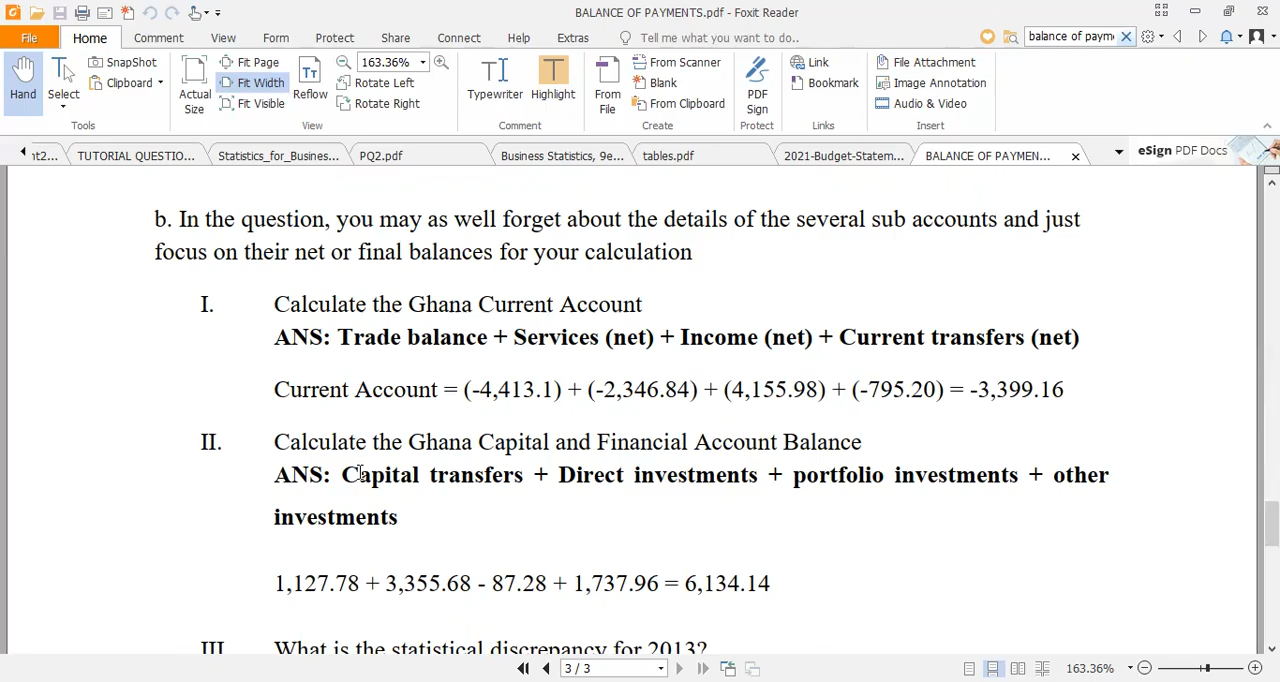 BALANCE OF PAYMENTS.pdf - Foxit Reader
File Home Comment View Form Protect Share Connect Help Extras Tell me what you want to do.. balance of paym
Hand Select SnapShot Clipboard
Actual Size Fit Page Fit Width Fit Visible Reflow Rotate Left Rotate Right 163.36%
Typewriter Highlight
From File From Scanner Blank From Clipboard
PDF Sign
Link Bookmark
File Attachment Image Annotation Audio & Video
Tools View Comment Create Protect Links Insert
nt2... TUTORIAL QUESTIO... Statistics_for_Busines... PQ2.pdf Business Statistics, 9e... tables.pdf 2021-Budget-Statem... BALANCE OF PAYMEN... eSign PDF Docs
b. In the question, you may as well forget about the details of the several sub accounts and just
focus on their net or final balances for your calculation
I. Calculate the Ghana Current Account
ANS: Trade balance + Services (net) + Income (net) + Current transfers (net)
Current Account = (-4,413.1) + (-2,346.84) + (4,155.98) + (-795.20) = -3,399.16
II. Calculate the Ghana Capital and Financial Account Balance
ANS: Capital transfers + Direct investments + portfolio investments + other
investments
1,127.78 + 3,355.68 - 87.28 + 1,737.96 = 6,134.14
III. What is the statistical discrepancy for 2013?
3 / 3 163.36%